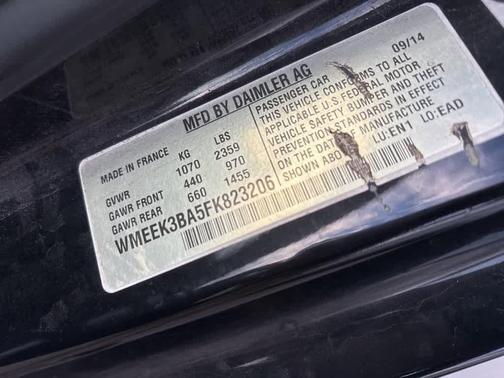 MFD BY DAIMLER AG
MADE IN FRANCE KG LBS
GVWR 1070 2359
GAWR FRONT 440 970
GAWR REAR 660 1455
WMEEK3BA5FK823206
PASSENGER CAR 09/14
THIS VEHICLE CONFORMS TO ALL
APPLICABLE U.S. FEDERAL MOTOR
VEHICLE SAFETY, BUMPER AND THEFT
PREVENTION STANDARDS IN EFFECT
ON THE DATE OF MANUFACTURE
SHOWN ABO LU:EN1 LO:EAD